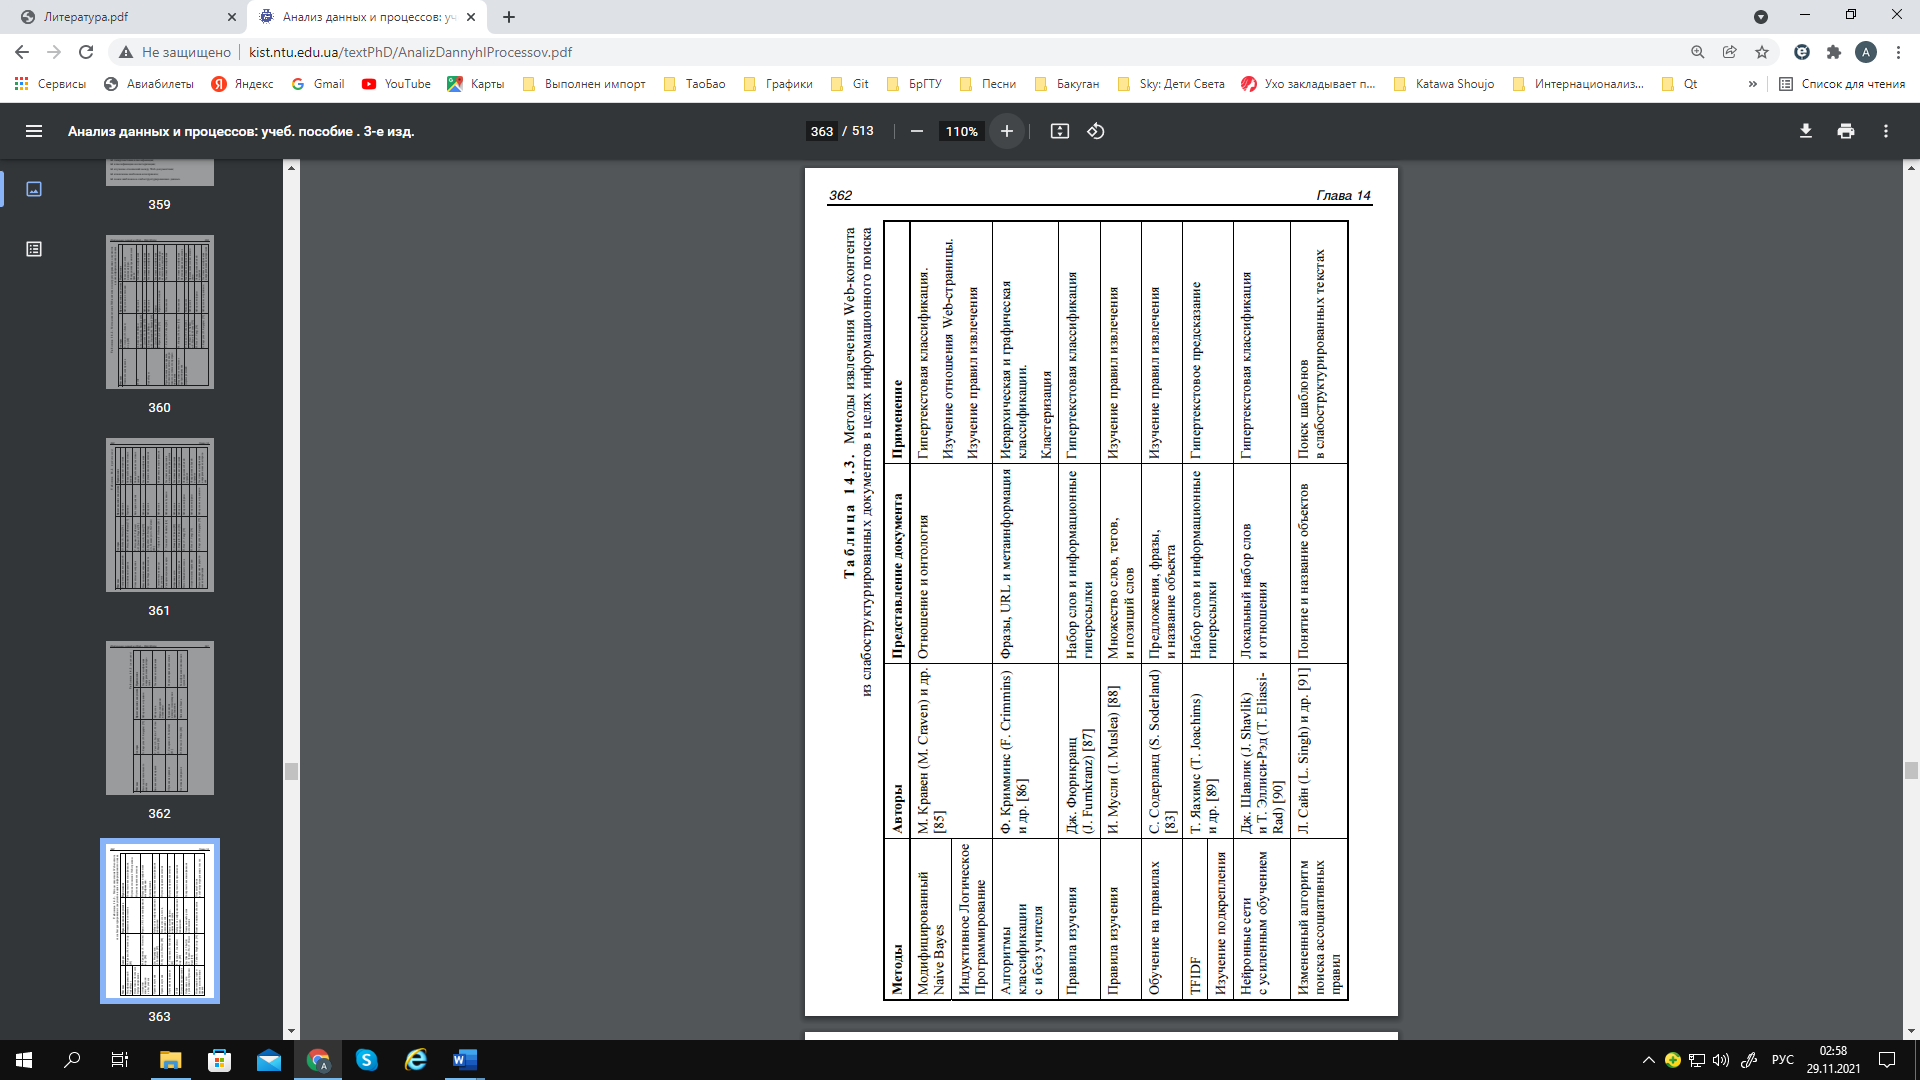 Литература.pdf
Анализ данных и процессов: уч
Не защищено
kist.ntu.edu.ua/textPhD/AnalizDannyhIProcessov.pdf
A
Сервисы
Авиабилеты
Яндекс
Gmail
YouTube
Карты
Выполнен импорт
ТаоБао
Графики
Git
БрГТУ
Песни
Бакуган
Sky: Дети Света
Ухо закладывает п...
Katawa Shoujo
Интернационализ...
Qt
»
Список для чтения
Анализ данных и процессов: учеб. пособие . 3-е изд.
363 / 513
110%
359
360
361
362
363
362
Глава 14
Таблица 14.3. Методы извлечения Web-контента
из слабоструктурированных документов в целях информационного поиска
Методы
Авторы
Представление документа
Применение
Модифицированный
Naive Bayes
Индуктивное Логическое
Программирование
М. Кравен (M. Craven) и др.
[85]
Отношение и онтология
Гипертекстовая классификация.
Изучение отношения Web-страницы.
Изучение правил извлечения
Алгоритмы
классификации
с и без учителя
Ф. Кримминс (F. Crimmins)
и др. [86]
Фразы, URL и метаинформация
Иерархическая и графическая
классификации.
Кластеризация
Правила изучения
Дж. Фюрнкранц
(J. Furnkranz) [87]
Набор слов и информационные
гиперссылки
Гипертекстовая классификация
Правила изучения
И. Мусли (I. Muslea) [88]
Множество слов, тегов,
и позиций слов
Изучение правил извлечения
Обучение на правилах
С. Содерланд (S. Soderland)
[83]
Предложения, фразы,
и название объекта
Изучение правил извлечения
TFIDF
Изучение подкрепления
Т. Яахимс (T. Joachims)
и др. [89]
Набор слов и информационные
гиперссылки
Гипертекстовое предсказание
Нейронные сети
с усиленным обучением
Дж. Шавлик (J. Shavlik)
и Т. Эллиси-Рэд (T. Eliassi-
Rad) [90]
Локальный набор слов
и отношения
Гипертекстовая классификация
Измененный алгоритм
поиска ассоциативных
правил
Л. Сайн (L. Singh) и др. [91]
Понятие и название объектов
Поиск шаблонов
в слабоструктурированных текстах
РУС
02:58
29.11.2021